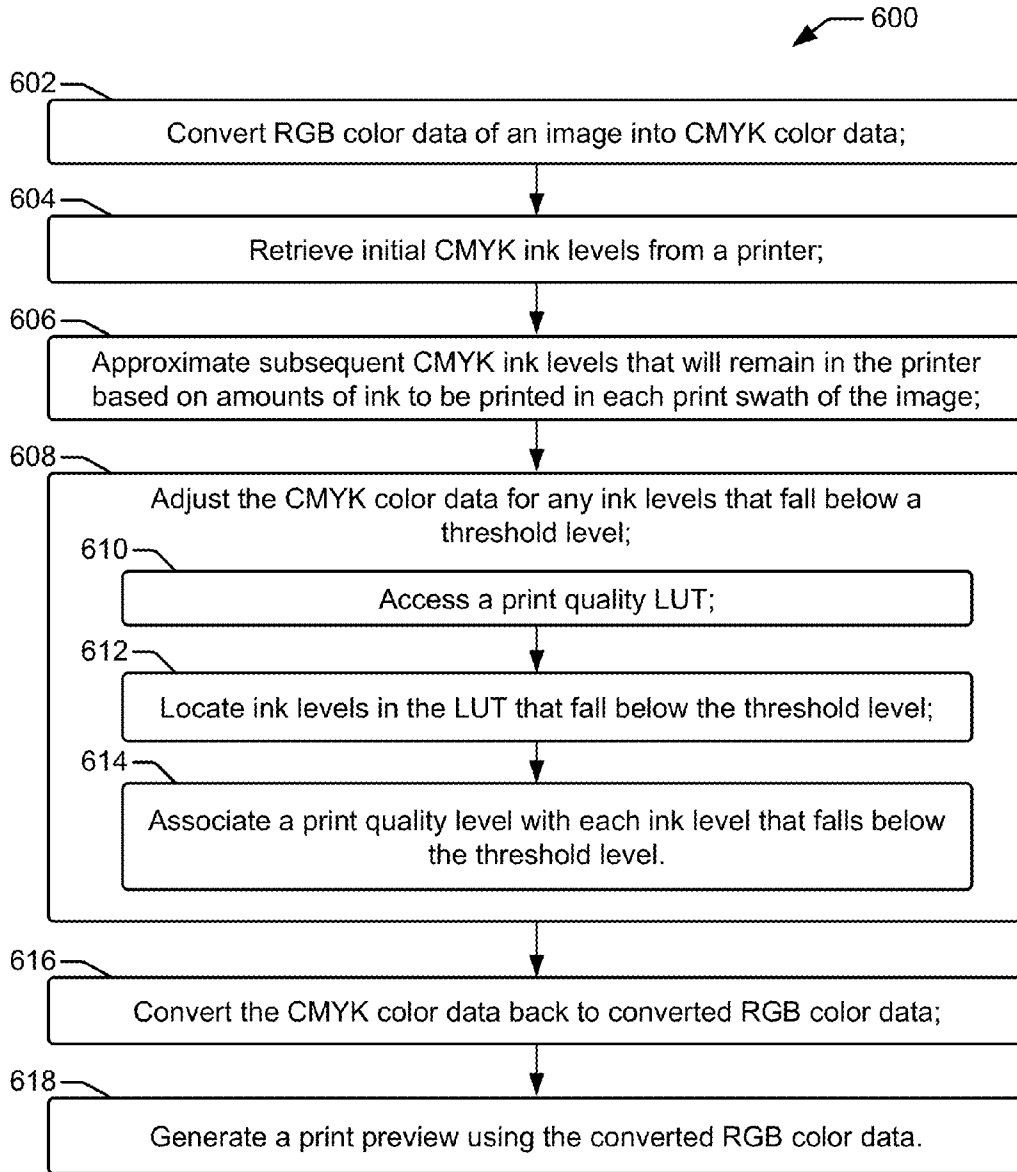 600
602
Convert RGB color data of an image into CMYK color data;
604
Retrieve initial CMYK ink levels from a printer;
606
Approximate subsequent CMYK ink levels that will remain in the printer
based on amounts of ink to be printed in each print swath of the image;
608
Adjust the CMYK color data for any ink levels that fall below a
threshold level;
610
Access a print quality LUT;
612
Locate ink levels in the LUT that fall below the threshold level;
614
Associate a print quality level with each ink level that falls below
the threshold level.
616
Convert the CMYK color data back to converted RGB color data;
618
Generate a print preview using the converted RGB color data.